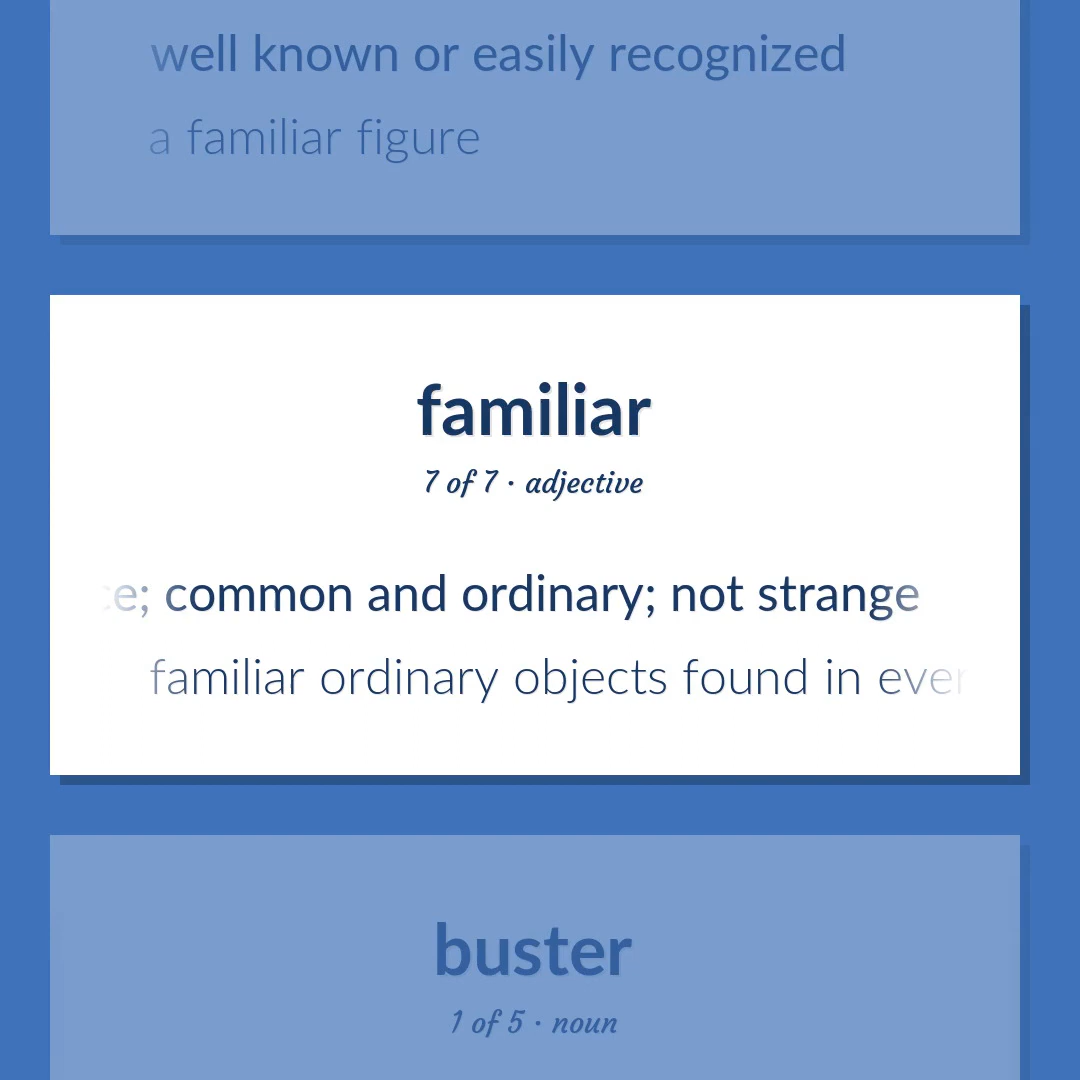 well known or easily recognized
a familiar figure
familiar
7 of 7 · adjective
common and ordinary; not strange
familiar ordinary objects found in
buster
1 of 5 · noun